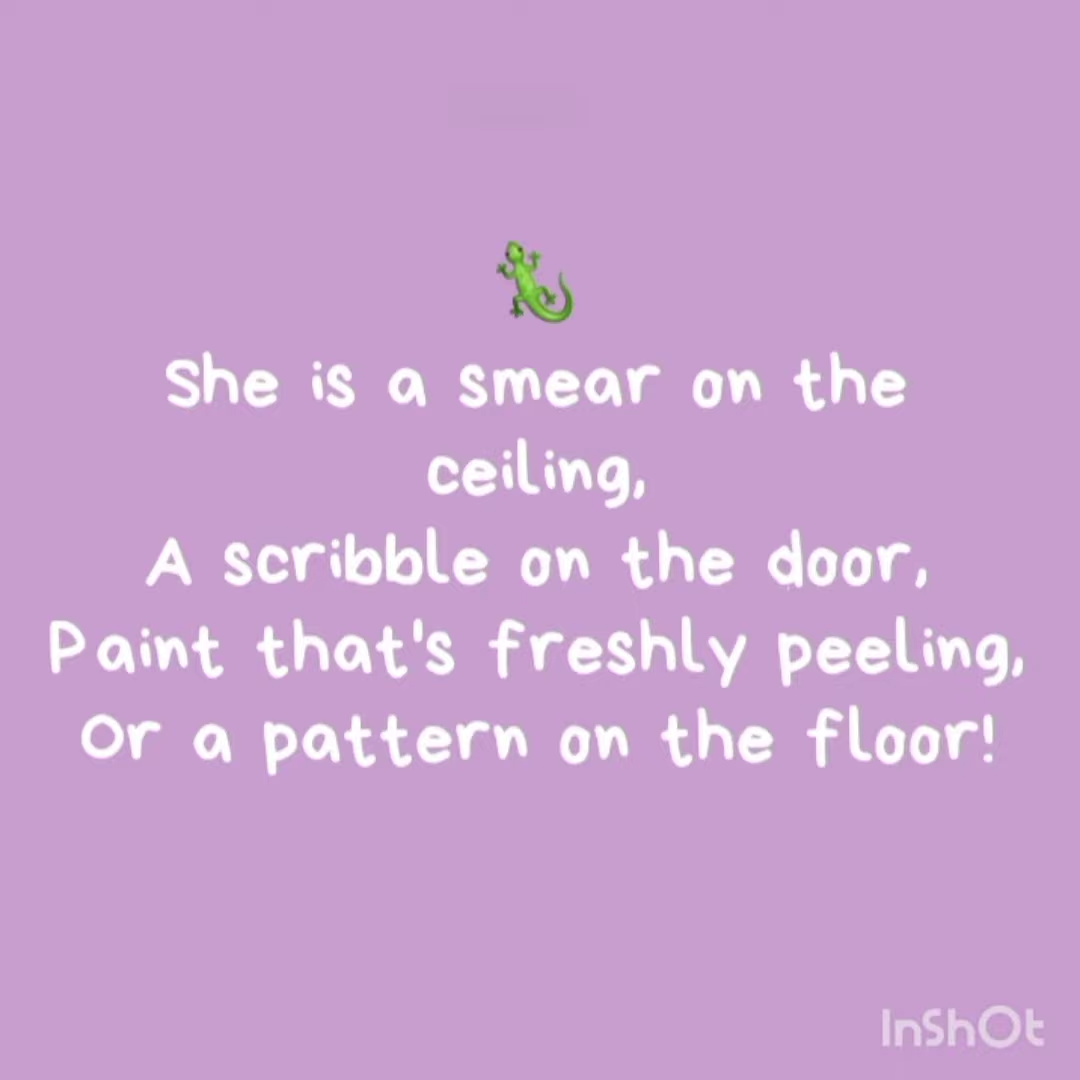 She is a smear on the
ceiling,
A scribble on the door,
Paint that's freshly peeling,
Or a pattern on the floor!
InShOt